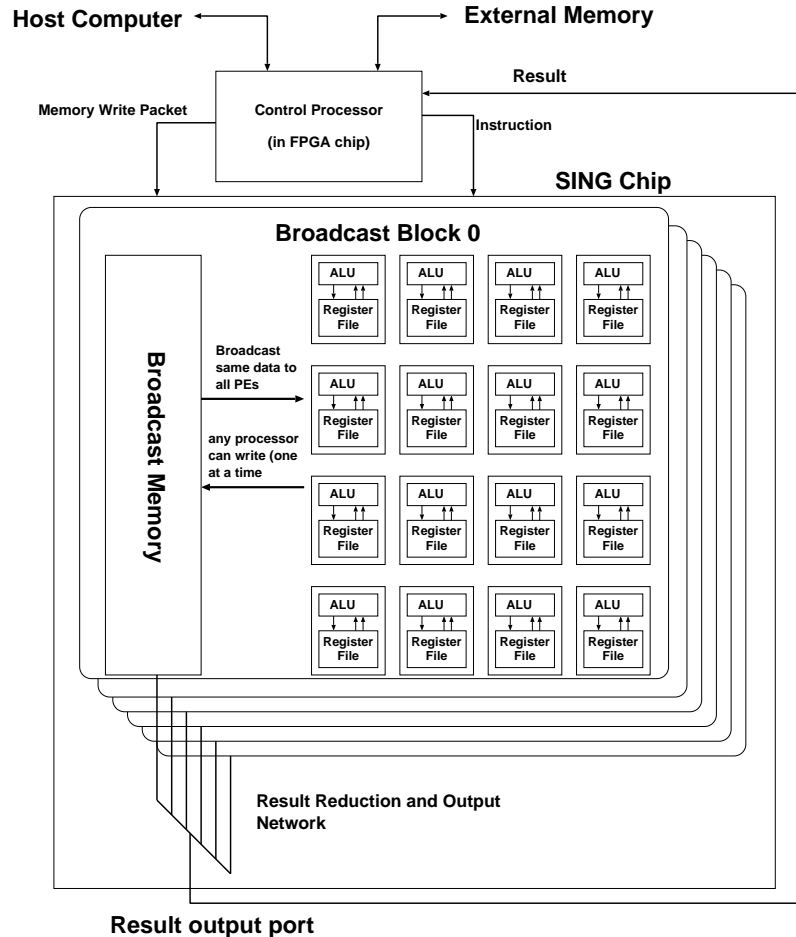 Host Computer
External Memory
Result
Memory Write Packet
Control Processor
(in FPGA chip)
Instruction
SING Chip
Broadcast Block 0
Broadcast Memory
Broadcast
same data to
all PEs
any processor
can write (one
at a time
ALU
ALU
ALU
ALU
Register
File
Register
File
Register
File
Register
File
ALU
ALU
ALU
ALU
Register
File
Register
File
Register
File
Register
File
ALU
ALU
ALU
ALU
Register
File
Register
File
Register
File
Register
File
ALU
ALU
ALU
ALU
Register
File
Register
File
Register
File
Register
File
Result Reduction and Output
Network
Result output port